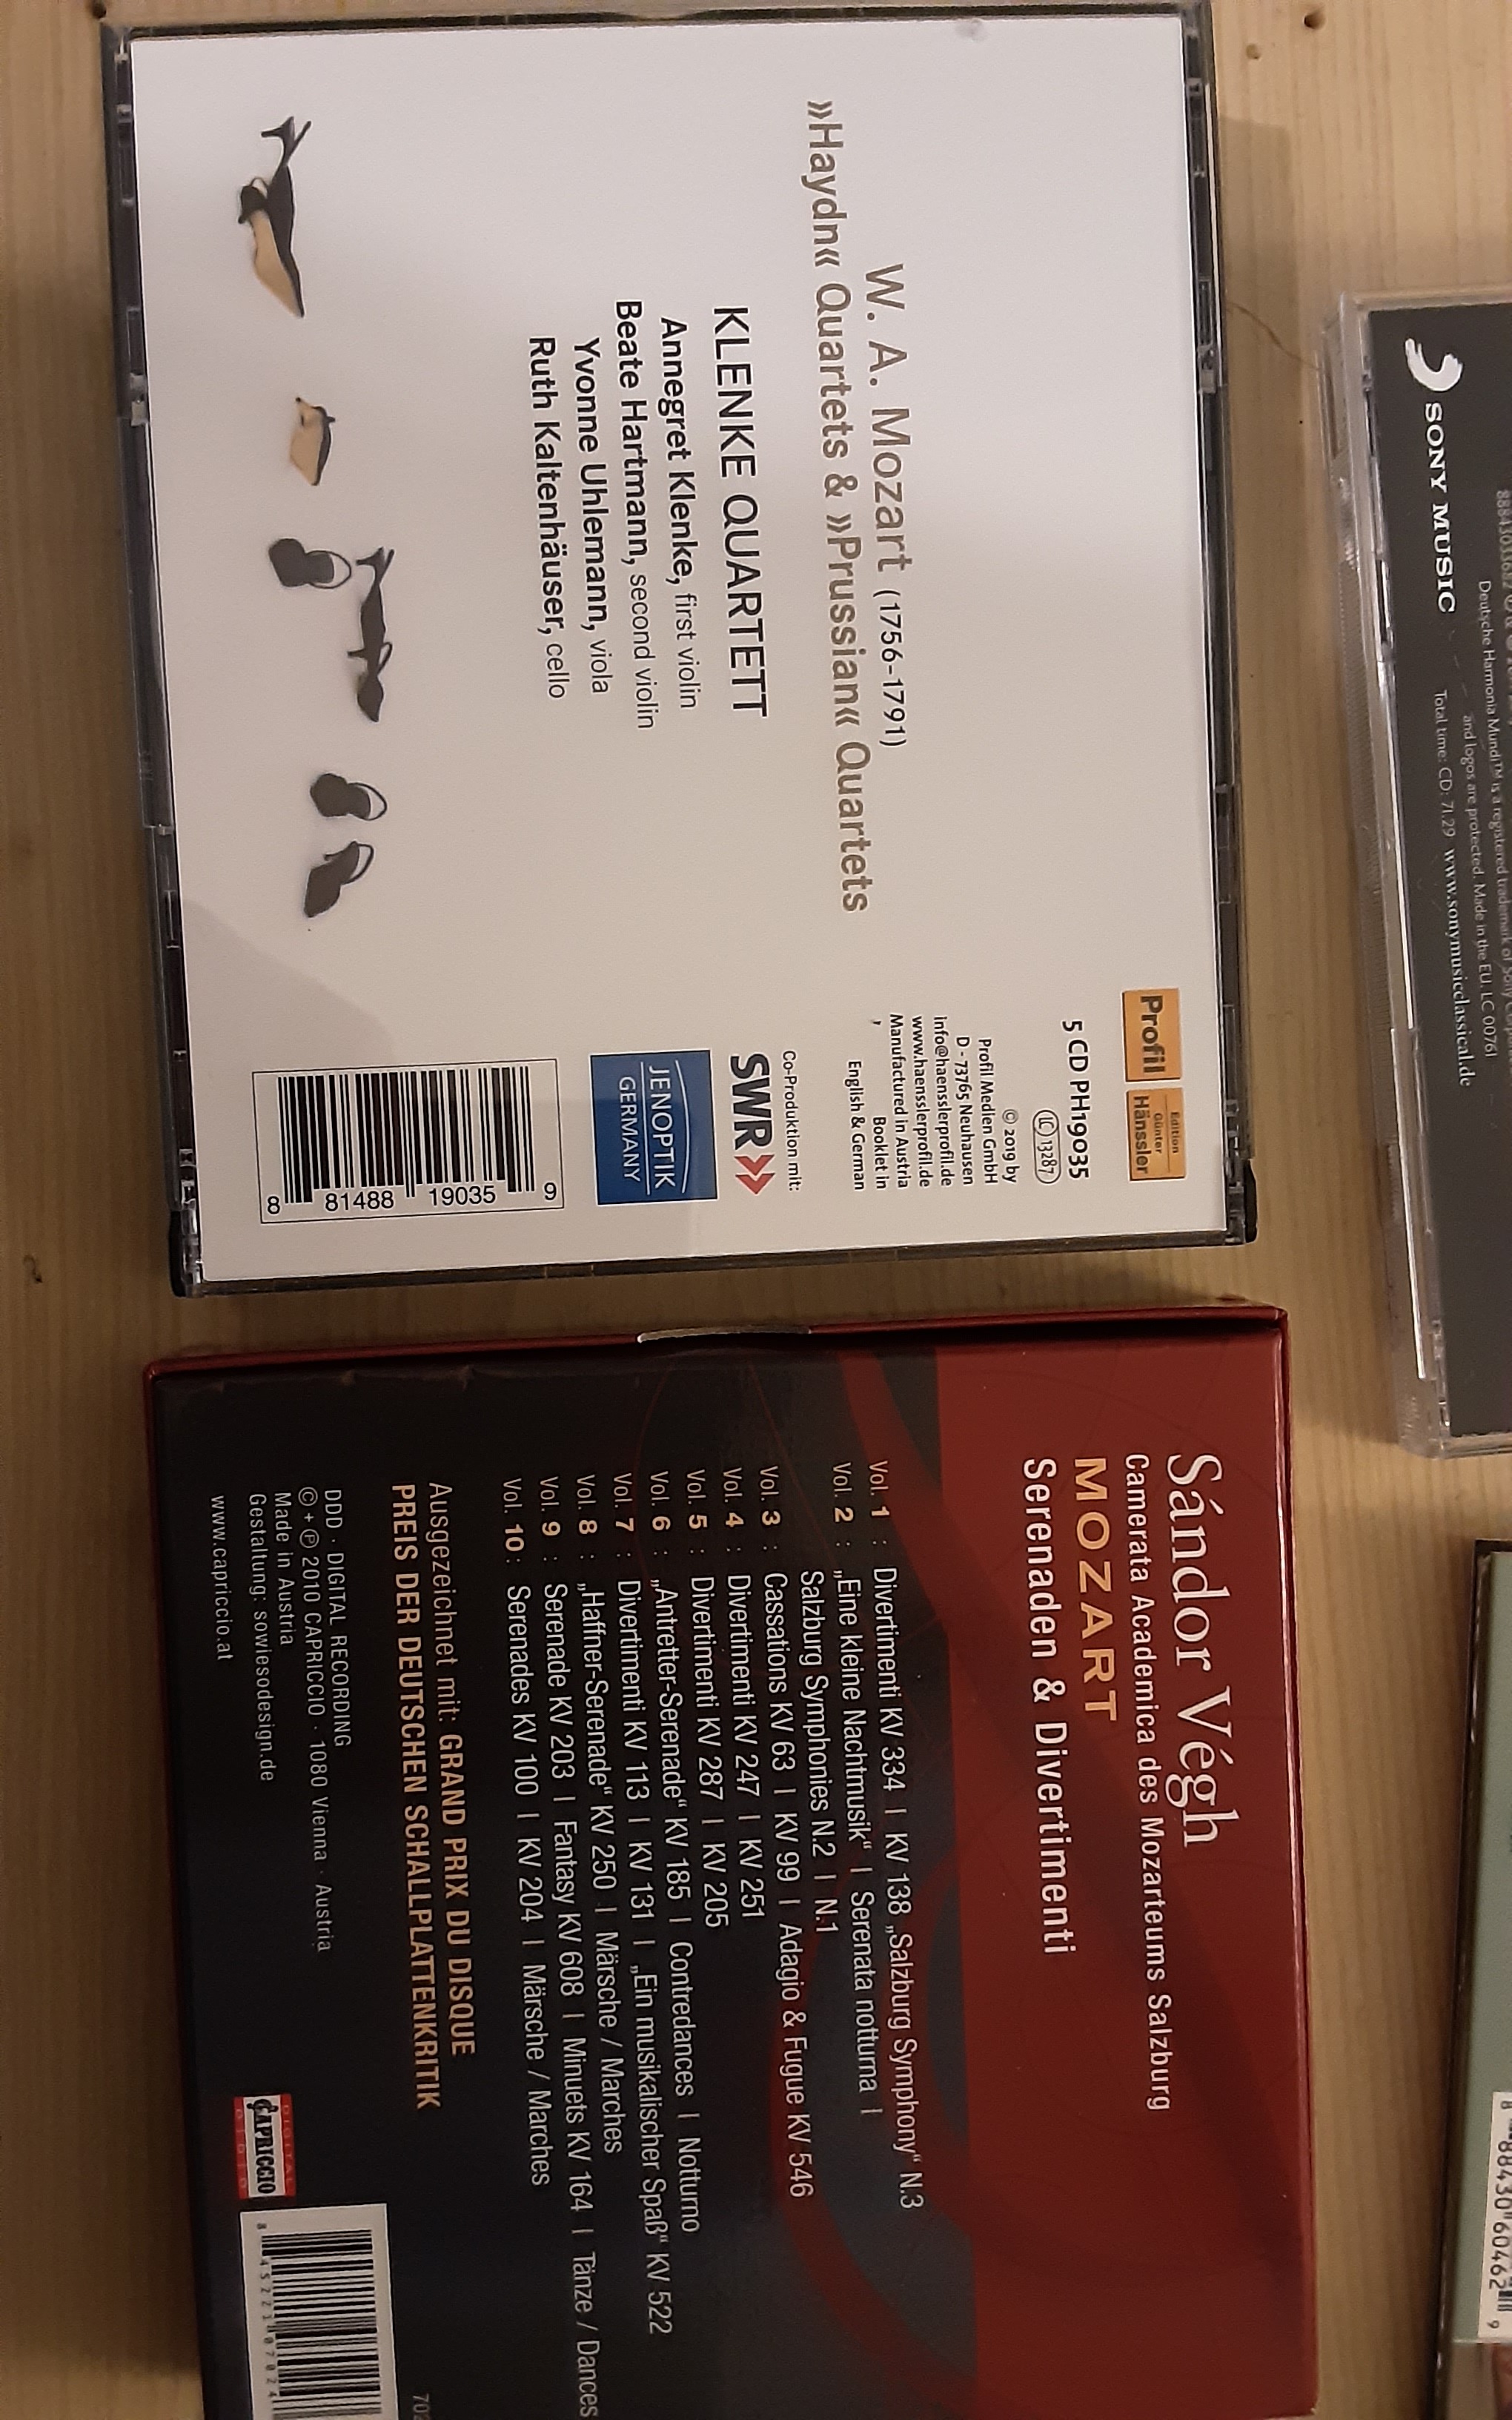 W. A. Mozart (1756-1791)
»Haydn« Quartets & »Prussian« Quartets
KLENKE QUARTETT
Annegret Klenke, first violin
Beate Hartmann, second violin
Yvonne Uhlemann, viola
Ruth Kaltenhäuser, cello
Profil
Edition
Günter
Hänssler
5 CD PH19035
LC 13287
© 2019 by
Profil Medien GmbH
D - 73765 Neuhausen
info@haensslerprofil.de
www.haensslerprofil.de
Manufactured in Austria
Booklet in
English & German
Co-Produktion mit:
SWR»
JENOPTIK
GERMANY
8 81488 19035 9
Sándor Végh
Camerata Academica des Mozarteums Salzburg
MOZART
Serenaden & Divertimenti
Vol. 1 : Divertimenti KV 334 | KV 138 „Salzburg Symphony“ N.3
Vol. 2 : „Eine kleine Nachtmusik“ | Serenata notturna |
Salzburg Symphonies N.2 | N.1
Vol. 3 : Cassations KV 63 | KV 99 | Adagio & Fugue KV 546
Vol. 4 : Divertimenti KV 247 | KV 251
Vol. 5 : Divertimenti KV 287 | KV 205
Vol. 6 : „Antretter-Serenade“ KV 185 | Contredances | Notturno
Vol. 7 : Divertimenti KV 113 | KV 131 | „Ein musikalischer Spaß“ KV 522
Vol. 8 : „Haffner-Serenade“ KV 250 | Märsche / Marches
Vol. 9 : Serenade KV 203 | Fantasy KV 608 | Minuets KV 164 | Tänze / Dances
Vol. 10 : Serenades KV 100 | KV 204 | Märsche / Marches
Ausgezeichnet mit: GRAND PRIX DU DISQUE
PREIS DER DEUTSCHEN SCHALLPLATTENKRITIK
DDD · DIGITAL RECORDING
© + ℗ 2010 CAPRICCIO · 1080 Vienna · Austria
Made in Austria
Gestaltung: sowiesodesign.de
www.capriccio.at
DIGITAL
CAPRICCIO
8 45221 07024
702
Deutsche Harmonia Mundi™ is a registered trademark of Sony
and logos are protected. Made in the EU. LC 00761
SONY MUSIC
Total time: CD: 71.29 www.sonymusicclassical.de
8 88430 60462 9